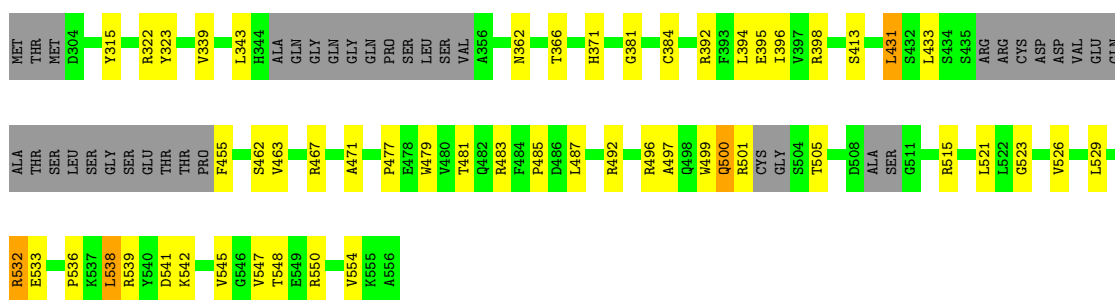 MET THR MET D304 Y315 R322 Y323 V339 L343 H344 ALA GLN GLY GLN GLY GLN PRO SER LEU SER VAL A356 N362 T366 H371 G381 C384 R392 F393 L394 E395 I396 V397 R398 S413 L431 S432 L433 S434 S435 ARG ARG CYS ASP ASP VAL GLU GLN
ALA THR SER LEU SER GLY SER GLU THR THR PRO F455 S462 V463 R467 A471 P477 E478 W479 V480 T481 Q482 R483 F484 P485 D486 L487 R492 R496 A497 Q498 W499 Q500 R501 CYS GLY S504 T505 D508 ALA SER G511 R515 L521 L522 G523 V526 L529
R532 E533 P536 K537 L538 R539 Y540 D541 K542 V545 G546 V547 T548 E549 R550 V554 K555 A556